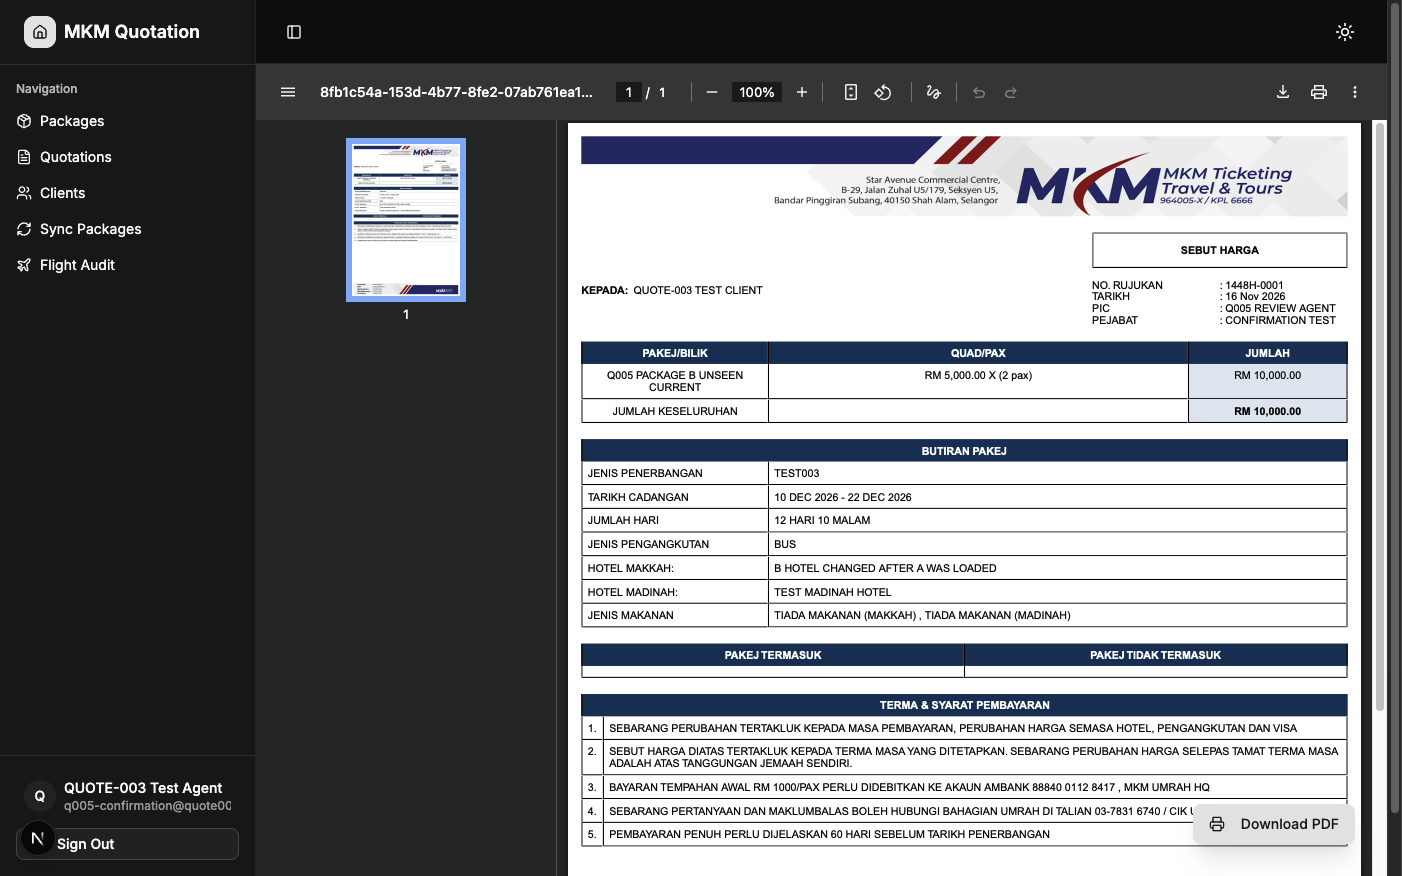 MKM Quotation
Navigation
Packages
Quotations
Clients
Sync Packages
Flight Audit
QUOTE-003 Test Agent
q005-confirmation@quote00
N
Sign Out
Q
8fb1c54a-153d-4b77-8fe2-07ab761ea1...
1 / 1
100%
1
Star Avenue Commercial Centre,
B-29, Jalan Zuhal U5/179, Seksyen U5,
Bandar Pinggiran Subang, 40150 Shah Alam, Selangor
MKM
MKM Ticketing
Travel & Tours
964005-X / KPL 6666
SEBUT HARGA
KEPADA: QUOTE-003 TEST CLIENT
NO. RUJUKAN : 1448H-0001
TARIKH : 16 Nov 2026
PIC : Q005 REVIEW AGENT
PEJABAT : CONFIRMATION TEST
PAKEJ/BILIK QUAD/PAX JUMLAH
Q005 PACKAGE B UNSEEN CURRENT RM 5,000.00 X (2 pax) RM 10,000.00
JUMLAH KESELURUHAN RM 10,000.00
BUTIRAN PAKEJ
JENIS PENERBANGAN TEST003
TARIKH CADANGAN 10 DEC 2026 - 22 DEC 2026
JUMLAH HARI 12 HARI 10 MALAM
JENIS PENGANGKUTAN BUS
HOTEL MAKKAH: B HOTEL CHANGED AFTER A WAS LOADED
HOTEL MADINAH: TEST MADINAH HOTEL
JENIS MAKANAN TIADA MAKANAN (MAKKAH) , TIADA MAKANAN (MADINAH)
PAKEJ TERMASUK PAKEJ TIDAK TERMASUK
TERMA & SYARAT PEMBAYARAN
1. SEBARANG PERUBAHAN TERTAKLUK KEPADA MASA PEMBAYARAN, PERUBAHAN HARGA SEMASA HOTEL, PENGANGKUTAN DAN VISA
2. SEBUT HARGA DIATAS TERTAKLUK KEPADA TERMA MASA YANG DITETAPKAN. SEBARANG PERUBAHAN HARGA SELEPAS TAMAT TERMA MASA
ADALAH ATAS TANGGUNGAN JEMAAH SENDIRI.
3. BAYARAN TEMPAHAN AWAL RM 1000/PAX PERLU DIDEBITKAN KE AKAUN AMBANK 88840 0112 8417 , MKM UMRAH HQ
4. SEBARANG PERTANYAAN DAN MAKLUMBALAS BOLEH HUBUNGI BAHAGIAN UMRAH DI TALIAN 03-7831 6740 / CIK
5. PEMBAYARAN PENUH PERLU DIJELASKAN 60 HARI SEBELUM TARIKH PENERBANGAN
Download PDF